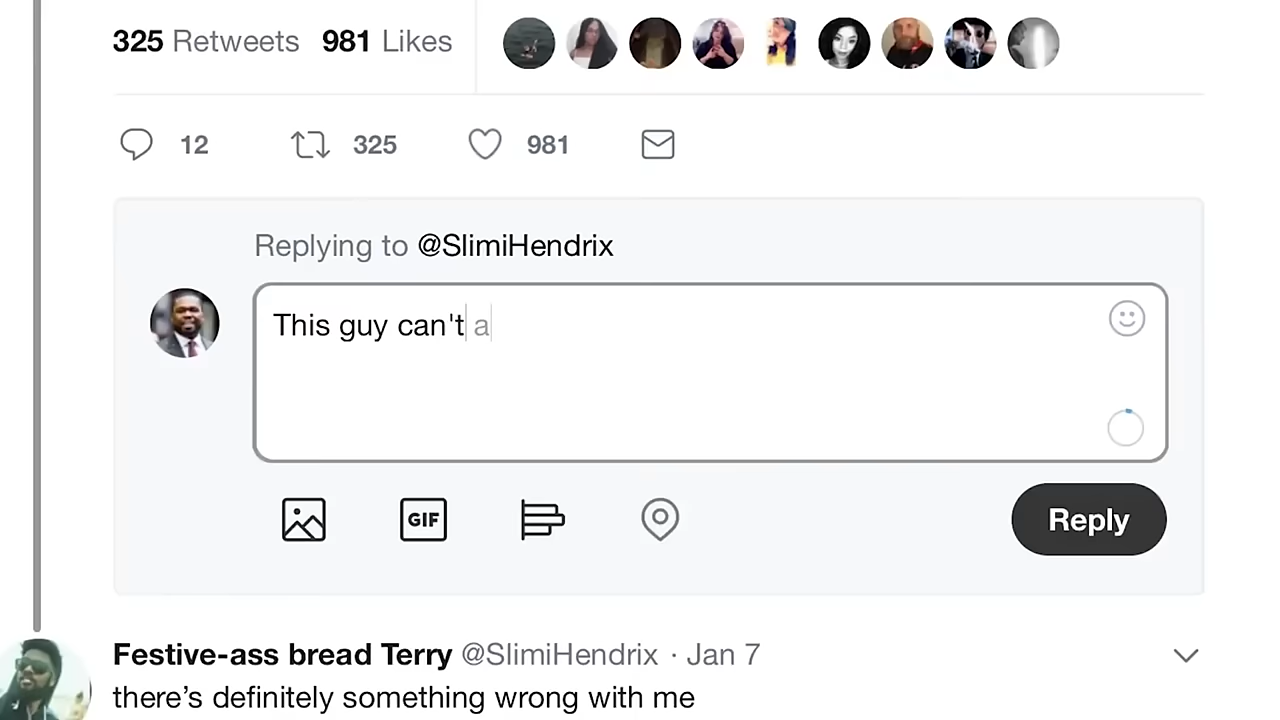 325 Retweets 981 Likes
12 325 981
Replying to @SlimiHendrix
This guy can't a
GIF
Reply
Festive-ass bread Terry @SlimiHendrix · Jan 7
there’s definitely something wrong with me